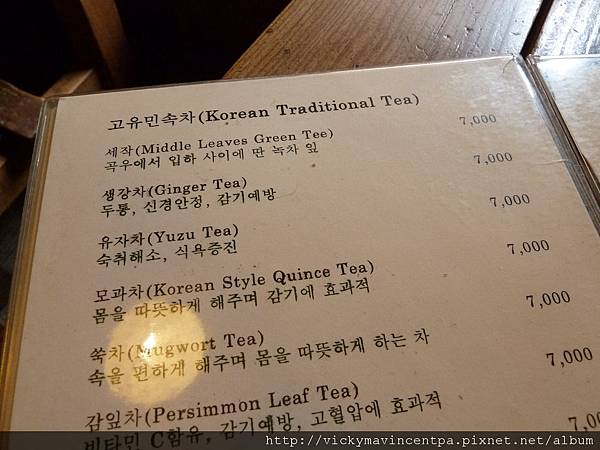 고유민속차(Korean Traditional Tea)
세작(Middle Leaves Green Tee) 7,000
곡우에서 입하 사이에 딴 녹차 잎
생강차(Ginger Tea) 7,000
두통, 신경안정, 감기예방
유자차(Yuzu Tea) 7,000
숙취해소, 식욕증진
모과차(Korean Style Quince Tea) 7,000
몸을 따뜻하게 해주며 감기에 효과적
쑥차(Mugwort Tea) 7,000
속을 편하게 해주며 몸을 따뜻하게 하는 차
감잎차(Persimmon Leaf Tea) 7,000
비타민 C함유, 감기예방, 고혈압에 효과적
http://vickymavincentpa.pixnet.net/album